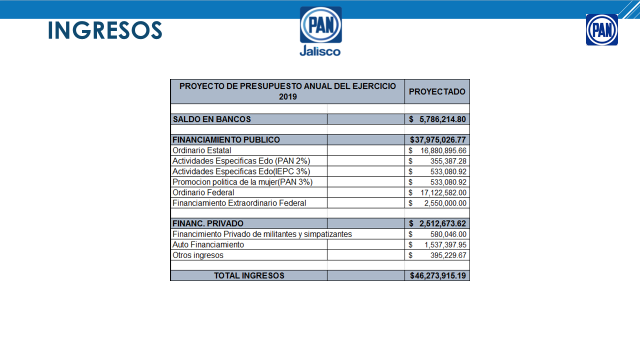 INGRESOS
PAN
Jalisco
PAN
PROYECTO DE PRESUPUESTO ANUAL DEL EJERCICIO 2019 PROYECTADO
SALDO EN BANCOS $ 5,786,214.80
FINANCIAMIENTO PUBLICO $37,975,026.77
Ordinario Estatal $ 16,880,895.66
Actividades Especificas Edo (PAN 2%) $ 355,387.28
Actividades Especificas Edo(IEPC 3%) $ 533,080.92
Promocion politica de la mujer(PAN 3%) $ 533,080.92
Ordinario Federal $ 17,122,582.00
Financiamiento Extraordinario Federal $ 2,550,000.00
FINANC. PRIVADO $ 2,512,673.62
Financimiento Privado de militantes y simpatizantes $ 580,046.00
Auto Financiamiento $ 1,537,397.95
Otros ingresos $ 395,229.67
TOTAL INGRESOS $46,273,915.19